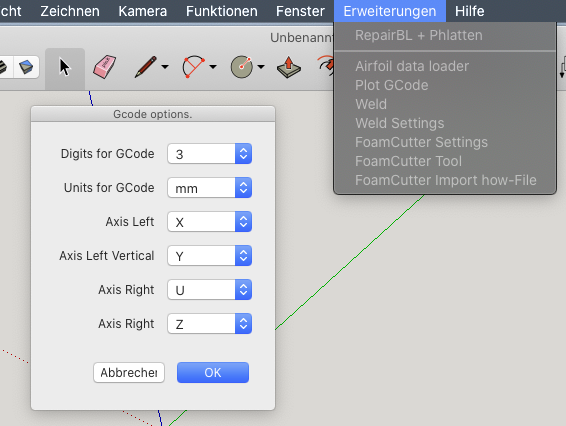 cht Zeichnen Kamera Funktionen Fenster Erweiterungen Hilfe
Unbenannt
RepairBL + Phlatten
Airfoil data loader
Plot GCode
Weld
Weld Settings
FoamCutter Settings
FoamCutter Tool
FoamCutter Import how-File
Gcode options.
Digits for GCode 3
Units for GCode mm
Axis Left X
Axis Left Vertical Y
Axis Right U
Axis Right Z
Abbrechen OK